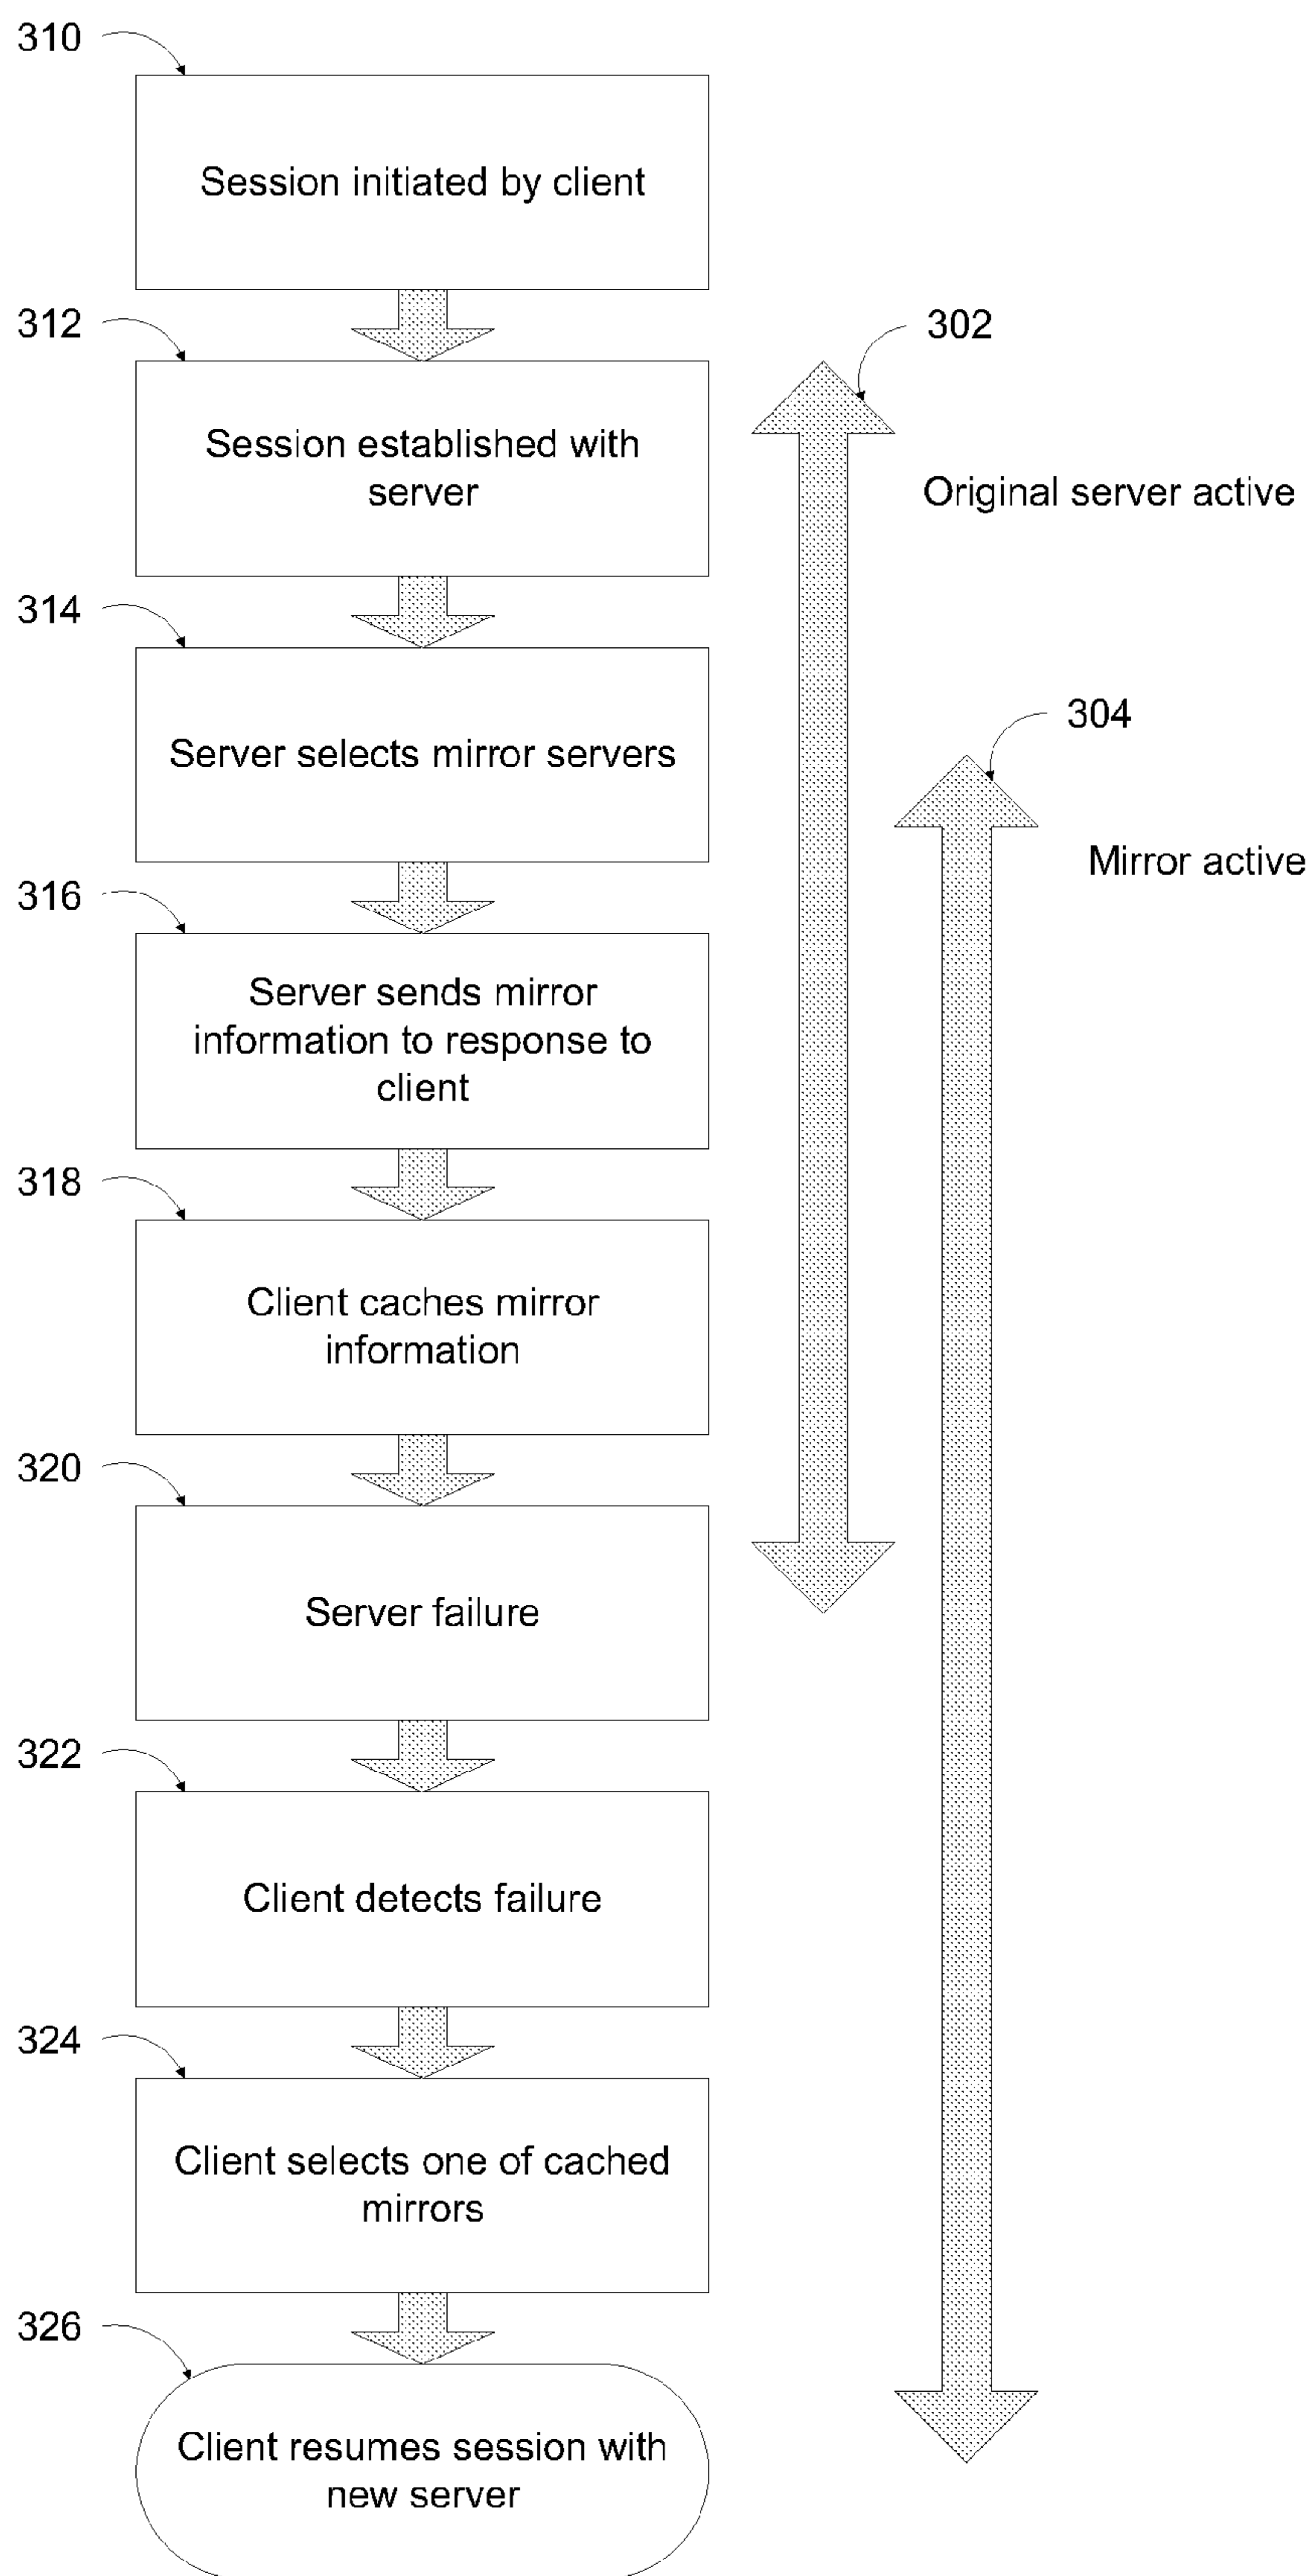 310
Session initiated by client
312
302
Session established with
server
Original server active
314
304
Server selects mirror servers
Mirror active
316
Server sends mirror
information to response to
client
318
Client caches mirror
information
320
Server failure
322
Client detects failure
324
Client selects one of cached
mirrors
326
Client resumes session with
new server